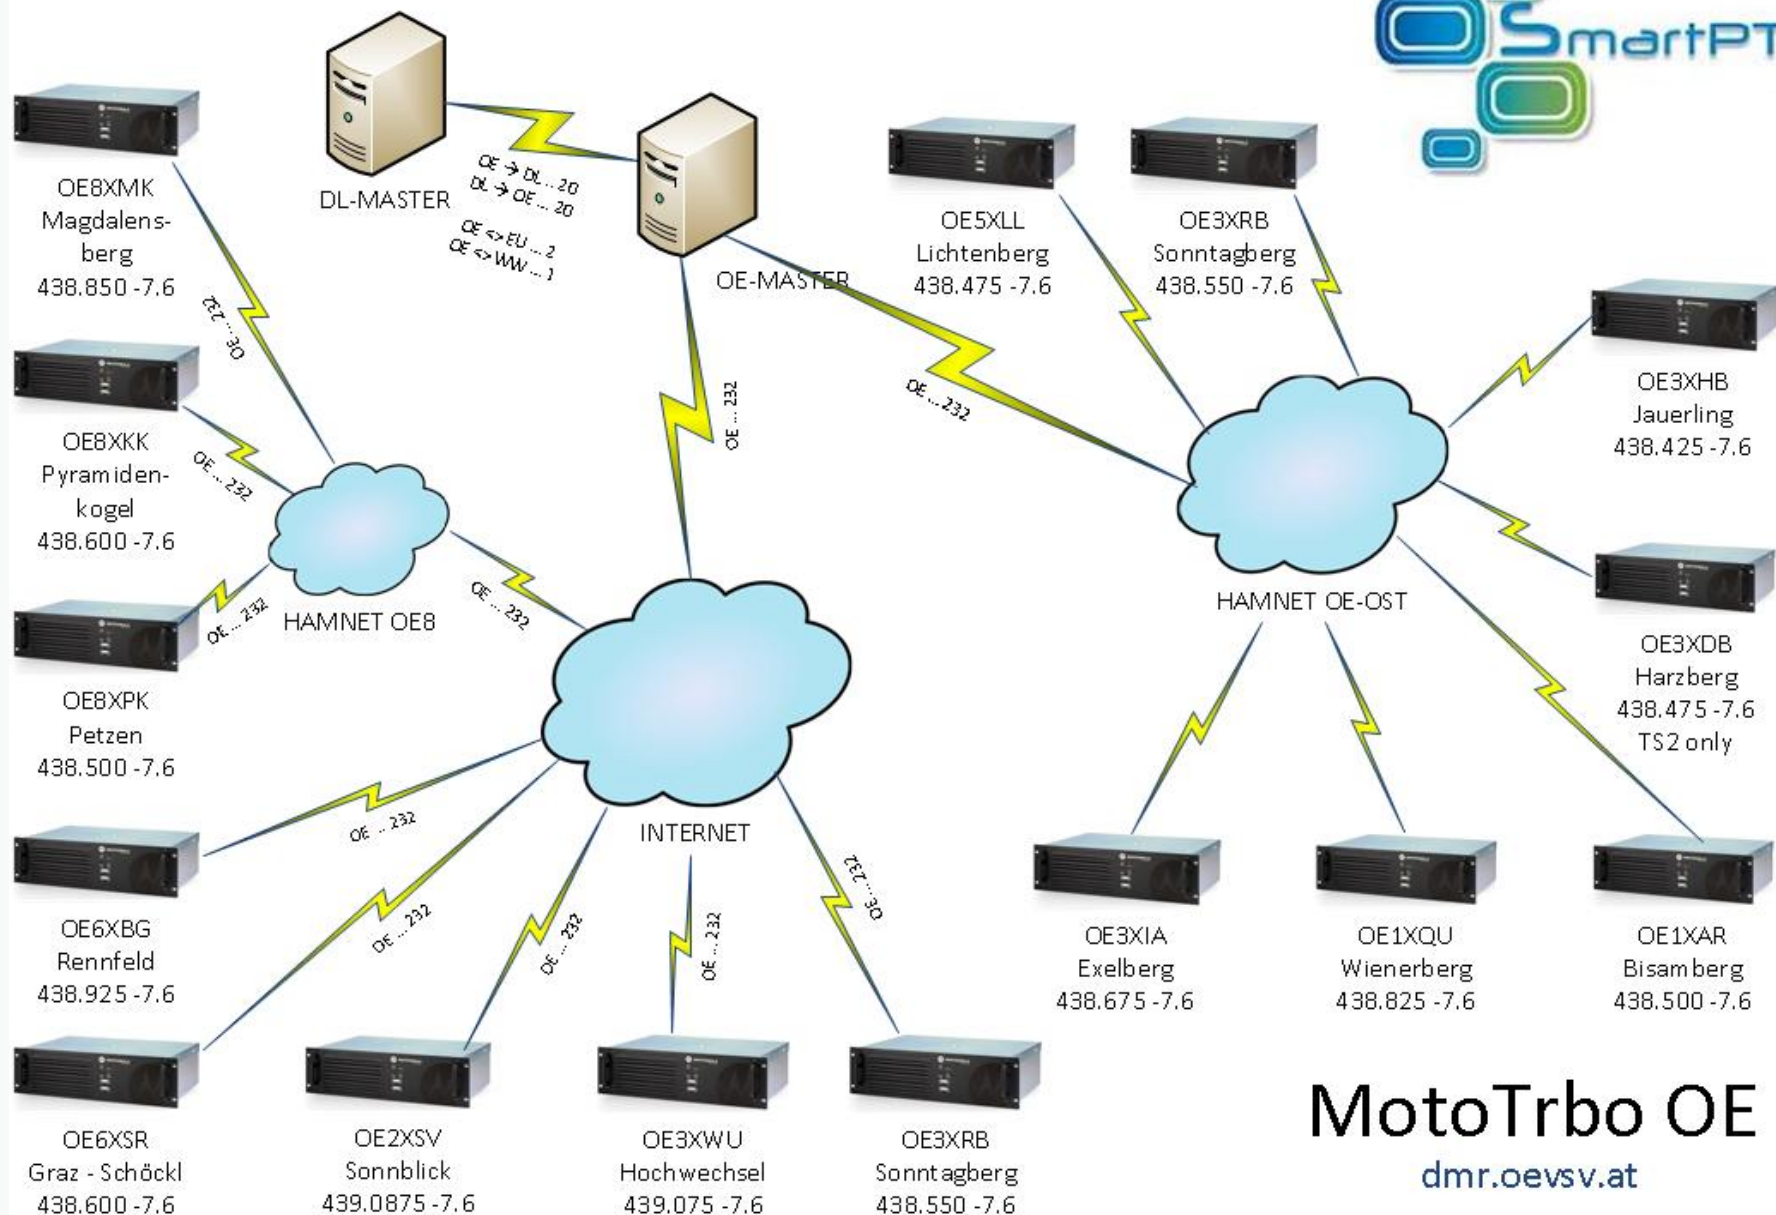 SmartPT
OE8XMK
Magdalens-
berg
438.850 -7.6
OE ... 232
OE8XKK
Pyramiden-
kogel
438.600 -7.6
OE ... 232
OE8XPK
Petzen
438.500 -7.6
OE ... 232
HAMNET OE8
OE ... 232
DL-MASTER
OE → DL ... 20
DL → OE ... 20
OE <> EU ... 2
OE <> WW ... 1
OE-MASTER
OE ... 232
OE ... 232
OE5XLL
Lichtenberg
438.475 -7.6
OE3XRB
Sonntagberg
438.550 -7.6
OE3XHB
Jauerling
438.425 -7.6
HAMNET OE-OST
OE3XDB
Harzberg
438.475 -7.6
TS2 only
INTERNET
OE ... 232
OE6XBG
Rennfeld
438.925 -7.6
OE ... 232
OE ... 232
OE ... 232
OE ... 232
OE3XIA
Exelberg
438.675 -7.6
OE1XQU
Wienerberg
438.825 -7.6
OE1XAR
Bisamberg
438.500 -7.6
OE6XSR
Graz - Schöckl
438.600 -7.6
OE2XSV
Sonnblick
439.0875 -7.6
OE3XWU
Hochwechsel
439.075 -7.6
OE3XRB
Sonntagberg
438.550 -7.6
MotoTrbo OE
dmr.oevsv.at